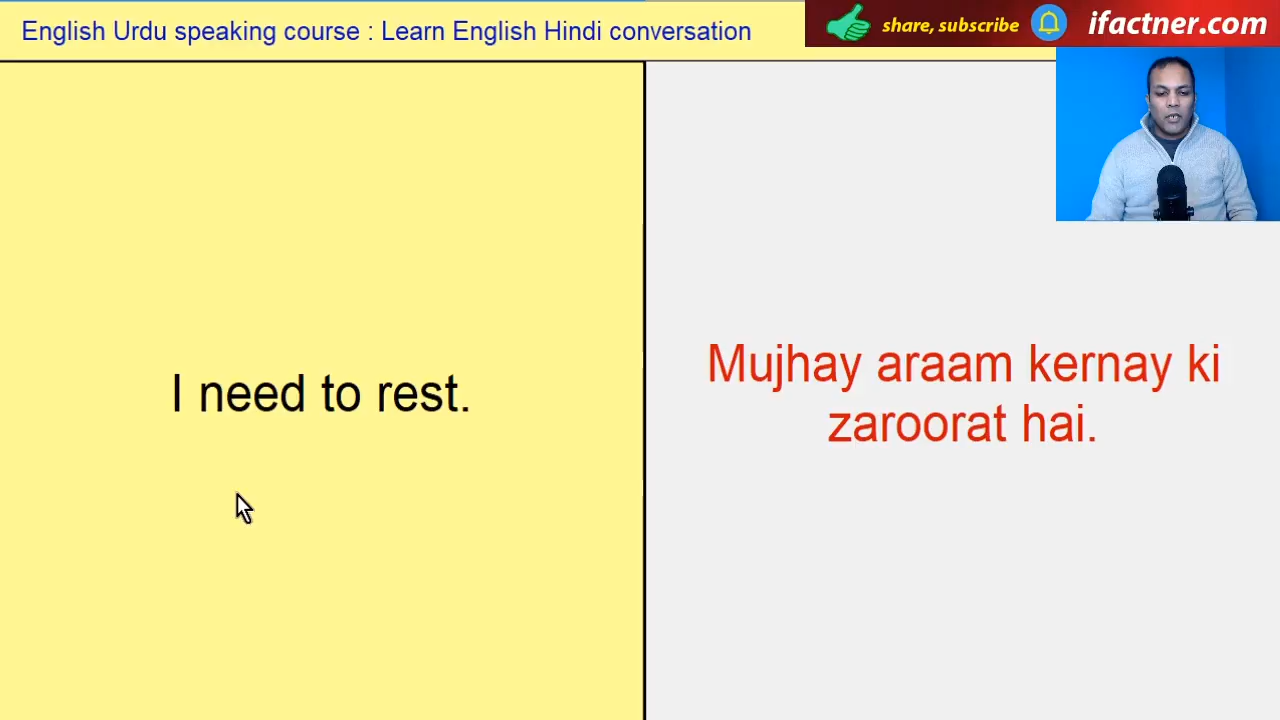 English Urdu speaking course : Learn English Hindi conversation
share, subscribe
ifactner.com
I need to rest.
Mujhay araam kernay ki
zaroorat hai.